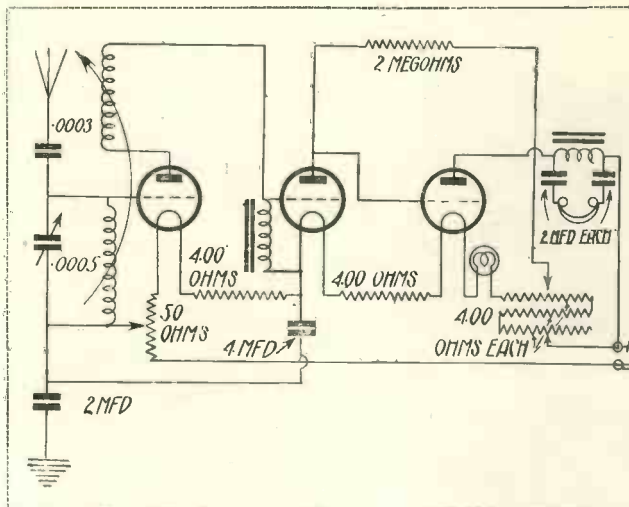 .0003
2 MEGOHMS
.0005
400
OHMS
50
OHMS
400 OHMS
2 MFD EACH
400
OHMS EACH
4 MFD
2 MFD
+
-